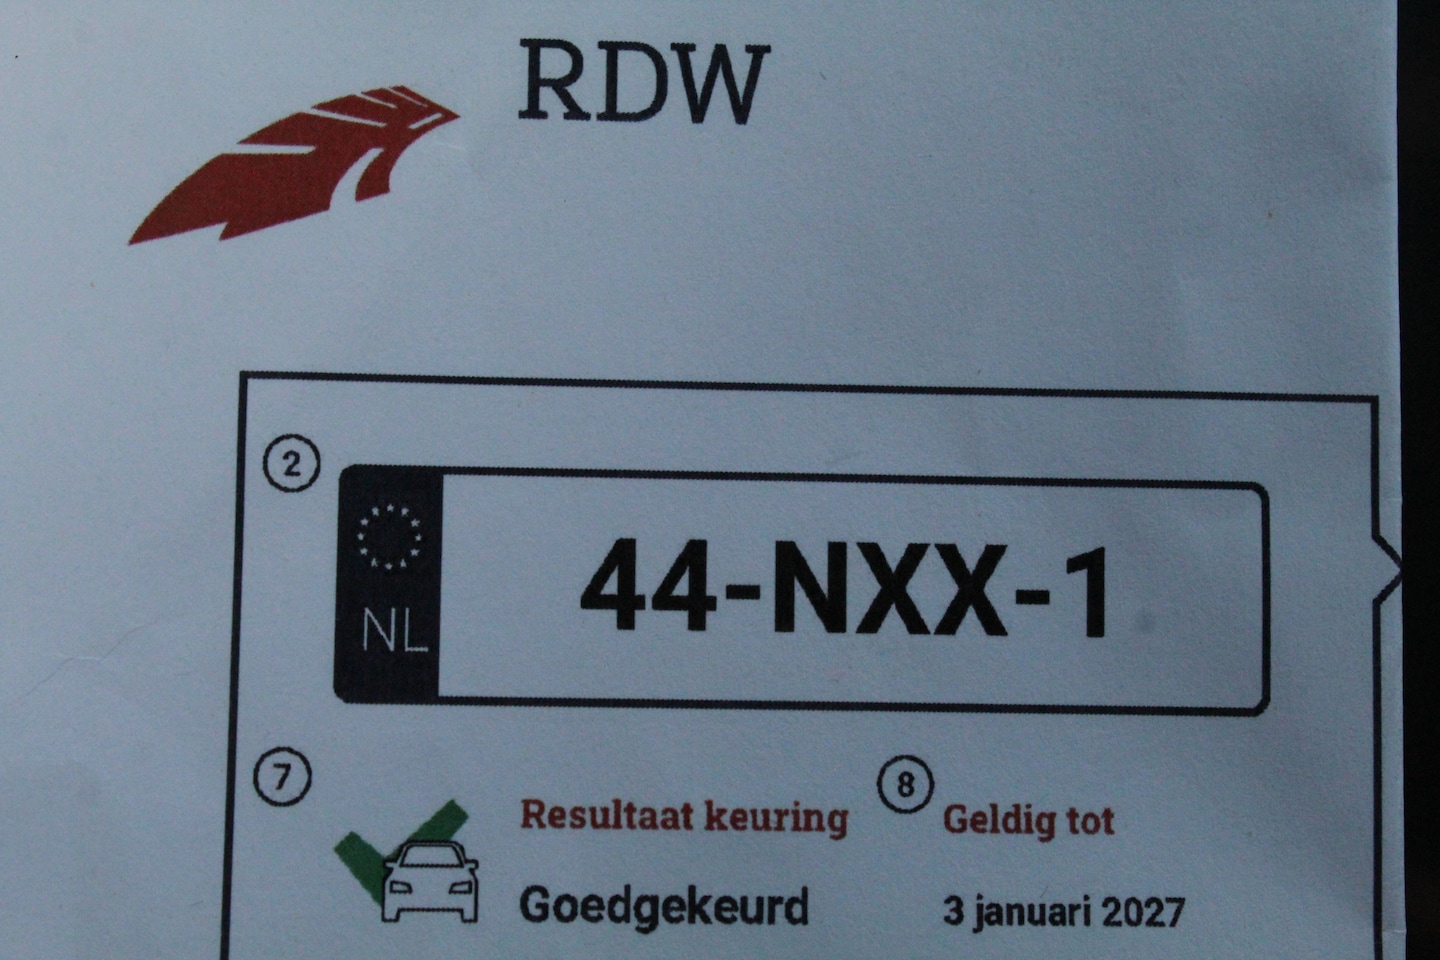 RDW
2
NL
44-NXX-1
7
Resultaat keuring
8
Geldig tot
Goedgekeurd
3 januari 2027